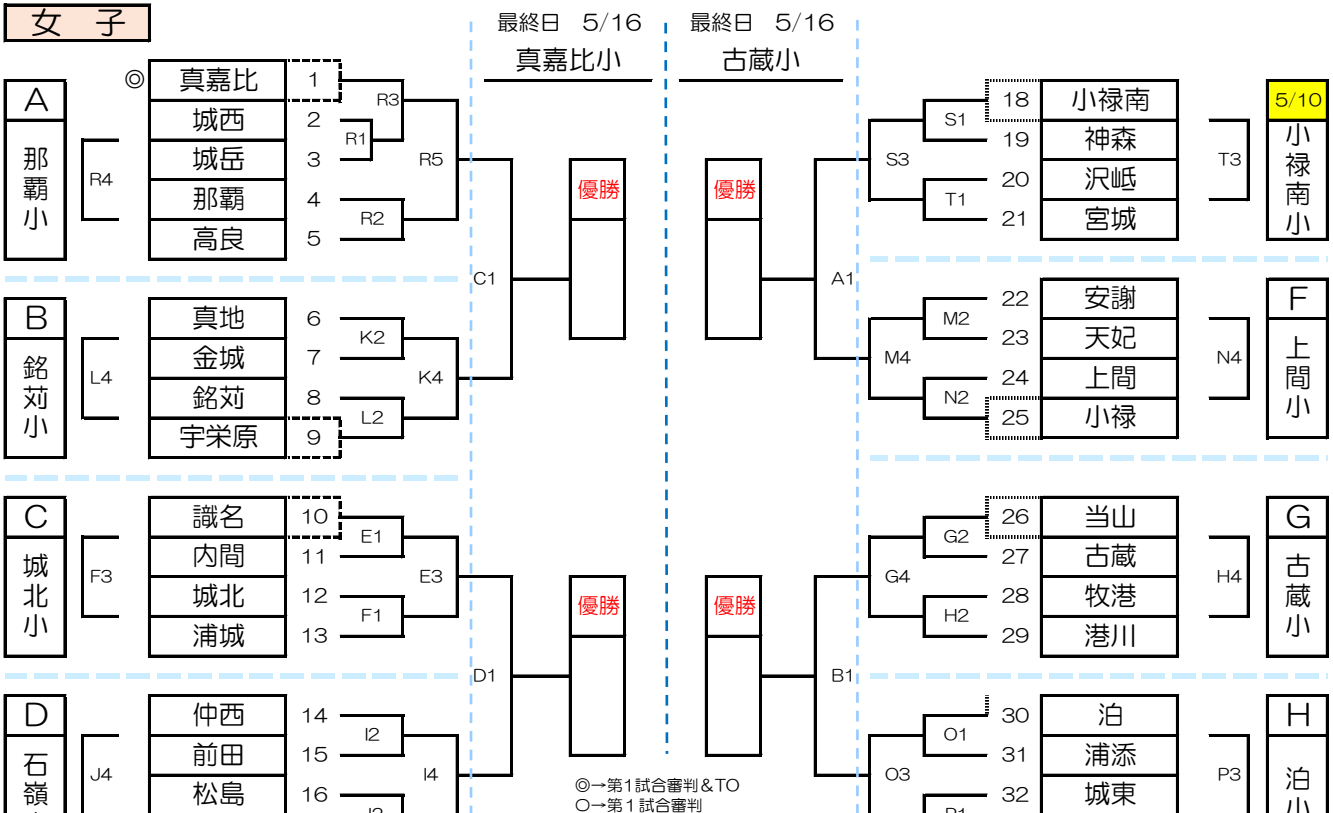 女 子
最終日 5/16
真嘉比小
最終日 5/16
古蔵小
A
那覇小
R4
◎
真嘉比 1
城西 2
城岳 3
那覇 4
高良 5
R3
R1
R5
R2
B
銘苅小
L4
真地 6
金城 7
銘苅 8
宇栄原 9
K2
K4
L2
C1
C
城北小
F3
識名 10
内間 11
城北 12
浦城 13
E1
E3
F1
D
石嶺
J4
仲西 14
前田 15
松島 16
I2
I4
D1
優勝
優勝
優勝
優勝
◎→第1試合審判&TO
○→第1試合審判
A1
B1
18 小禄南
19 神森
20 沢岻
21 宮城
S1
S3
T1
T3
5/10
小禄南小
22 安謝
23 天妃
24 上間
25 小禄
M2
M4
N2
N4
F
上間小
26 当山
27 古蔵
28 牧港
29 港川
G2
G4
H2
H4
G
古蔵小
30 泊
31 浦添
32 城東
O1
O3
P3
H
泊